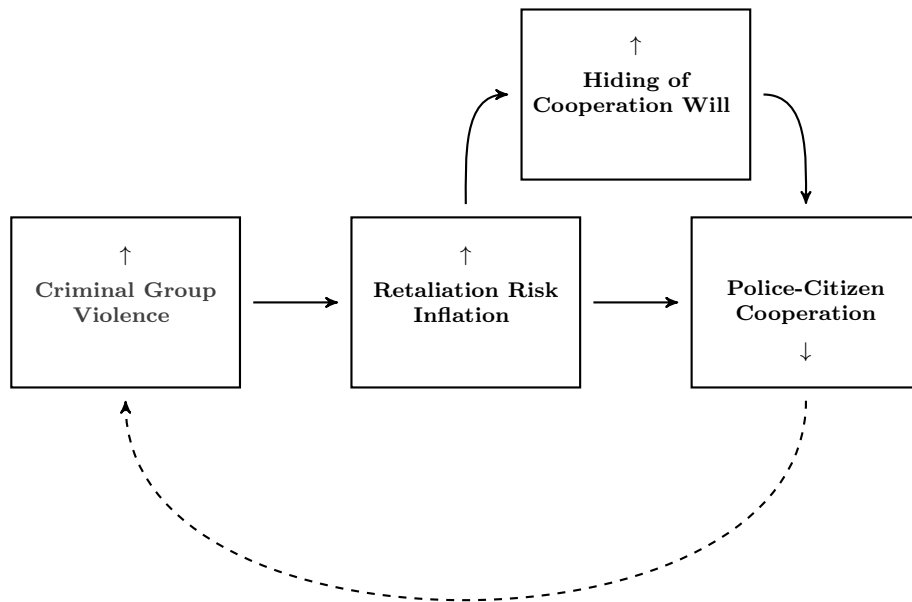 ↑
Hiding of
Cooperation Will
↑
Criminal Group
Violence
↑
Retaliation Risk
Inflation
Police-Citizen
Cooperation
↓